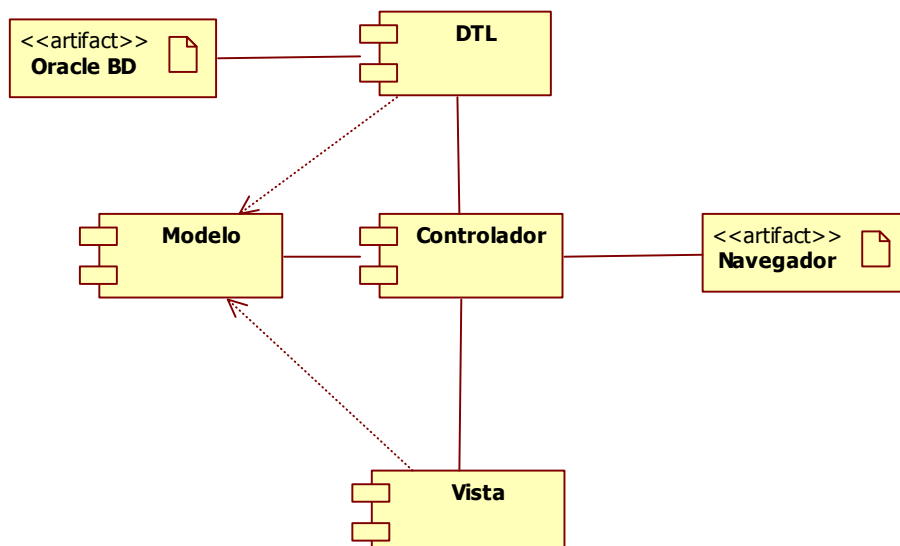 <<artifact>>
Oracle BD
DTL
Modelo
Controlador
<<artifact>>
Navegador
Vista